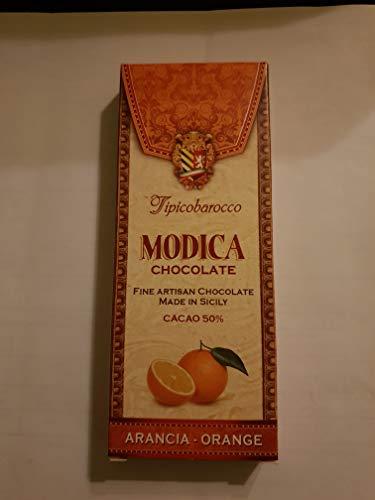 Tipicobarocco
MODICA
CHOCOLATE
FINE ARTISAN CHOCOLATE
MADE IN SICILY
CACAO 50%
ARANCIA - ORANGE